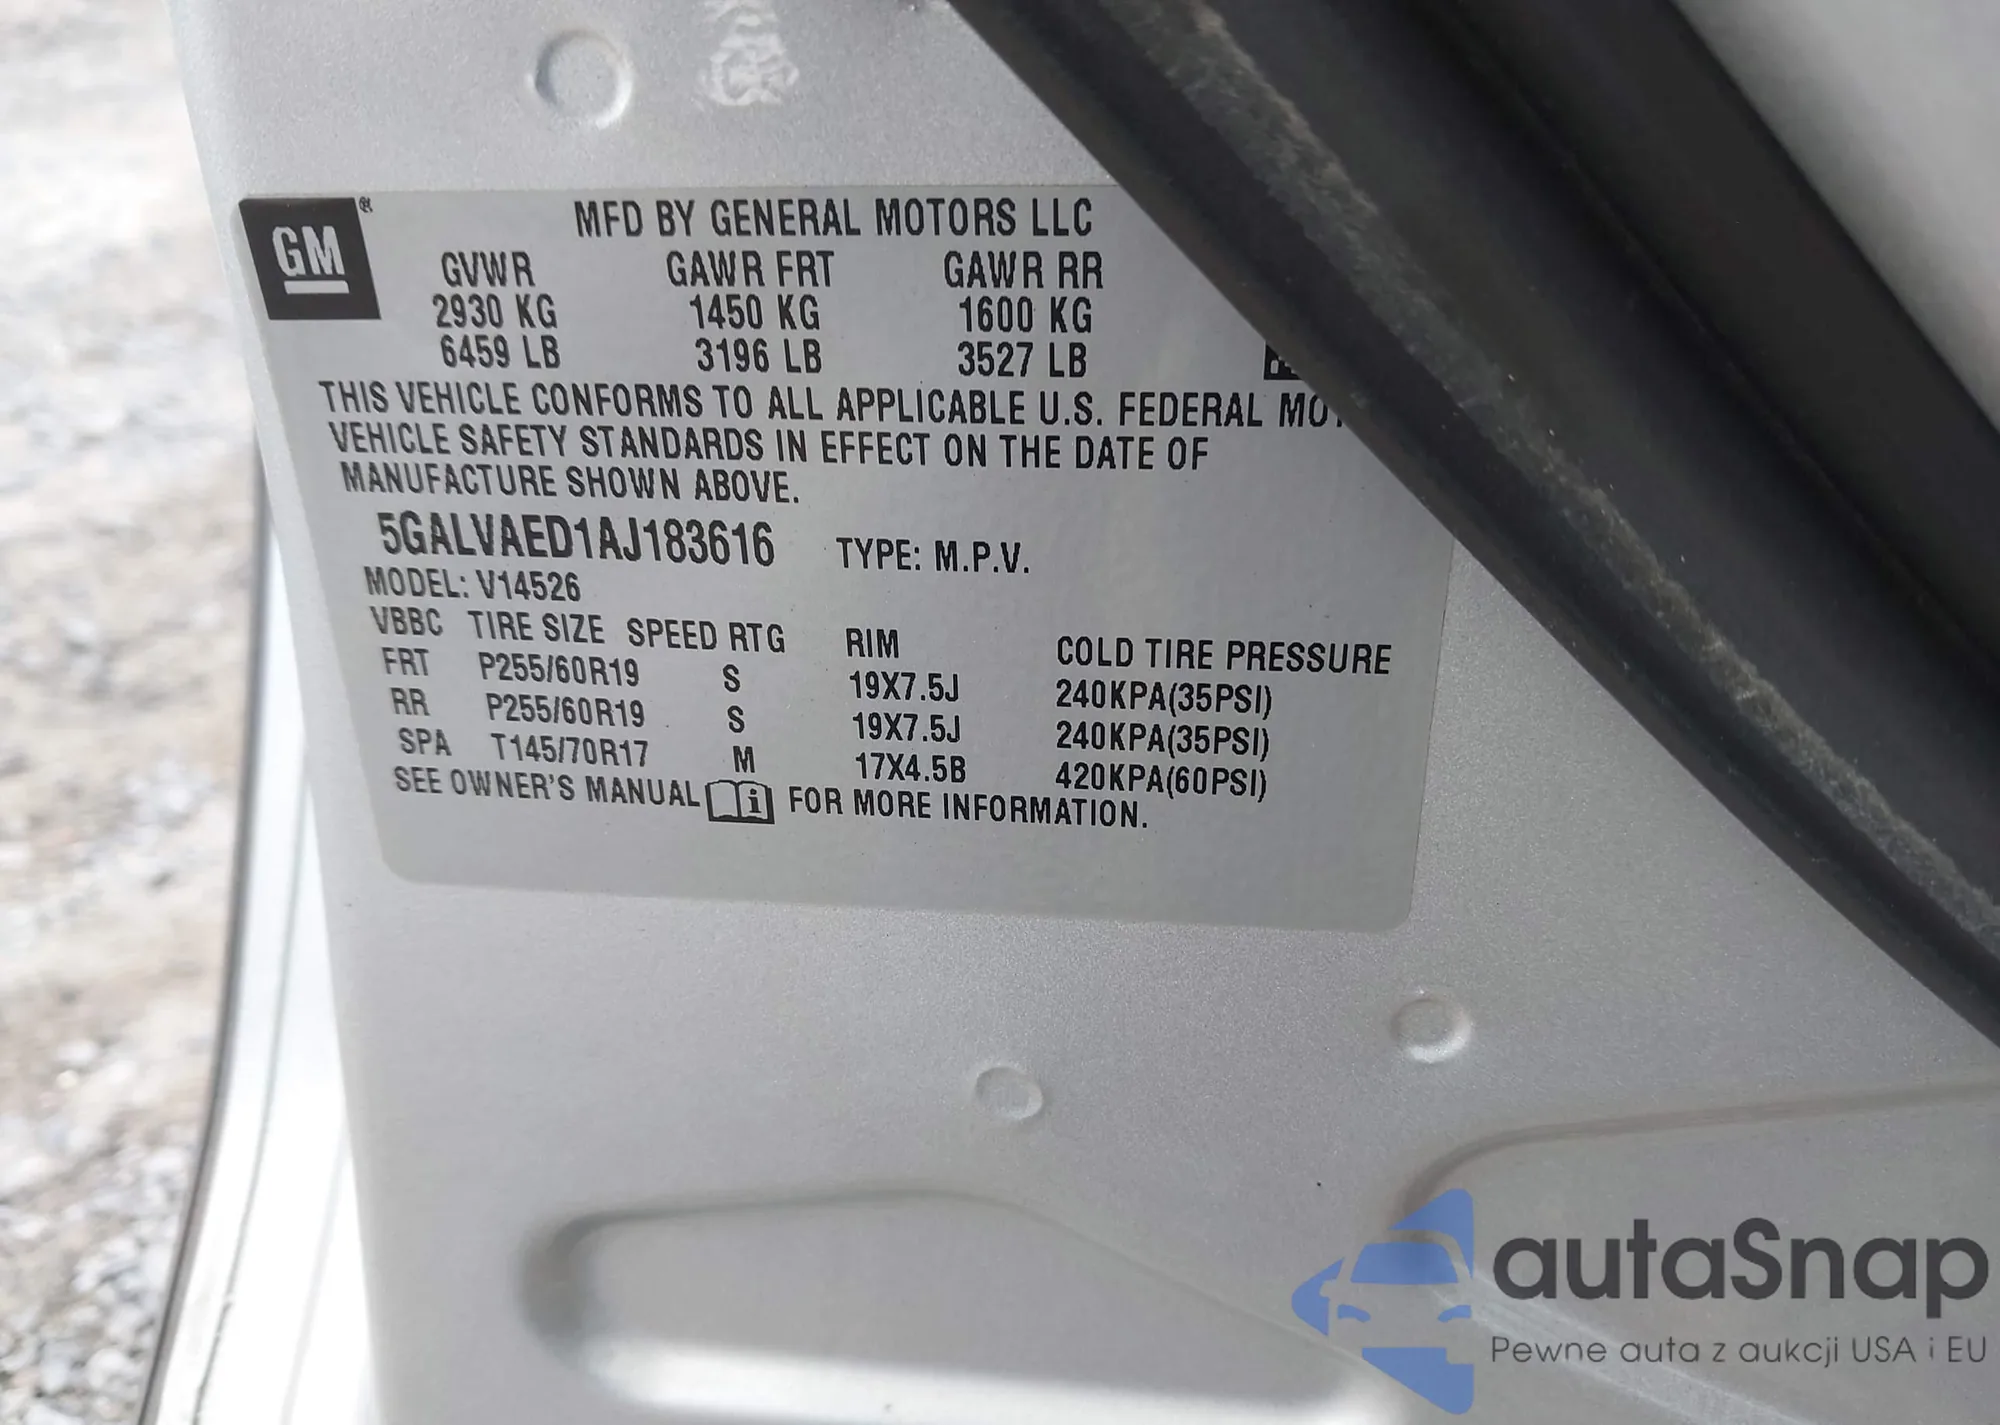 GM
®
MFD BY GENERAL MOTORS LLC
GVWR GAWR FRT GAWR RR
2930 KG 1450 KG 1600 KG
6459 LB 3196 LB 3527 LB
THIS VEHICLE CONFORMS TO ALL APPLICABLE U.S. FEDERAL
VEHICLE SAFETY STANDARDS IN EFFECT ON THE DATE OF
MANUFACTURE SHOWN ABOVE.
5GALVAED1AJ183616 TYPE: M.P.V.
MODEL: V14526
VBBC TIRE SIZE SPEED RTG RIM COLD TIRE PRESSURE
FRT P255/60R19 S 19X7.5J 240KPA(35PSI)
RR P255/60R19 S 19X7.5J 240KPA(35PSI)
SPA T145/70R17 M 17X4.5B 420KPA(60PSI)
SEE OWNER'S MANUAL i FOR MORE INFORMATION.
autaSnap
Pewne auta z aukcji USA i EU